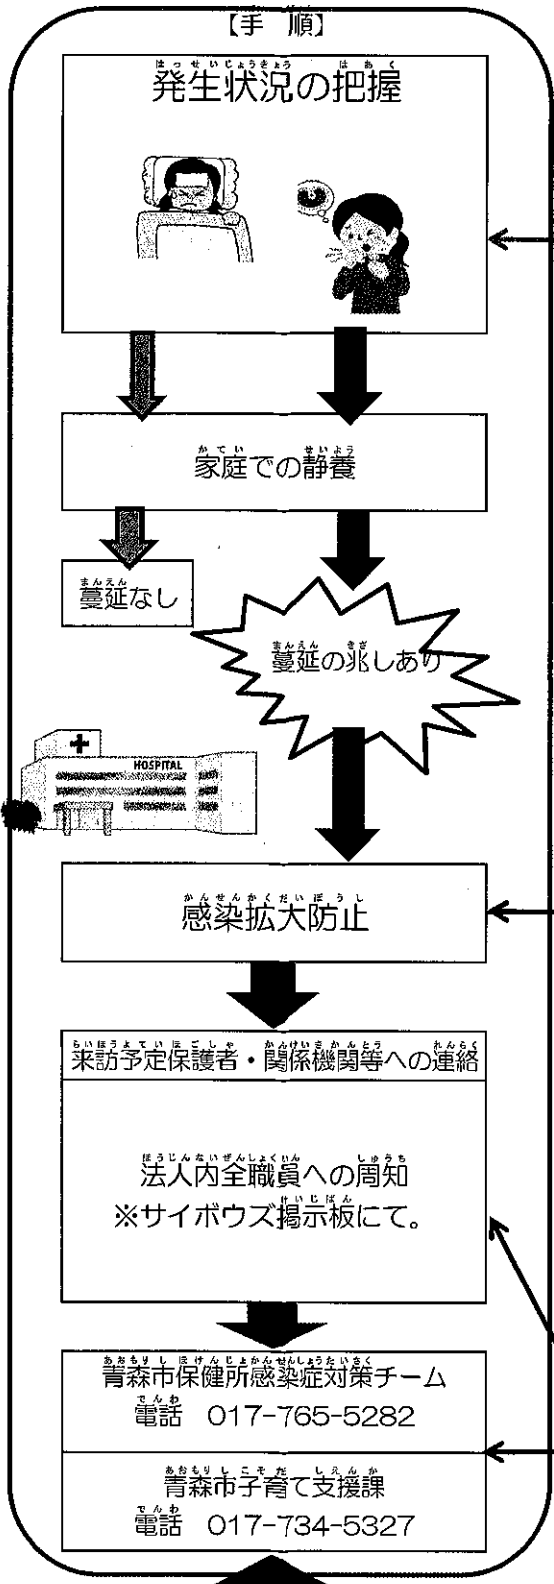 【手　順】
発生状況の把握
家庭での静養
蔓延なし
蔓延の兆しあり
HOSPITAL
感染拡大防止
来訪予定保護者・関係機関等への連絡
法人内全職員への周知
※サイボウズ掲示板にて。
青森市保健所感染症対策チーム
電話　017-765-5282
青森市子育て支援課
電話　017-734-5327